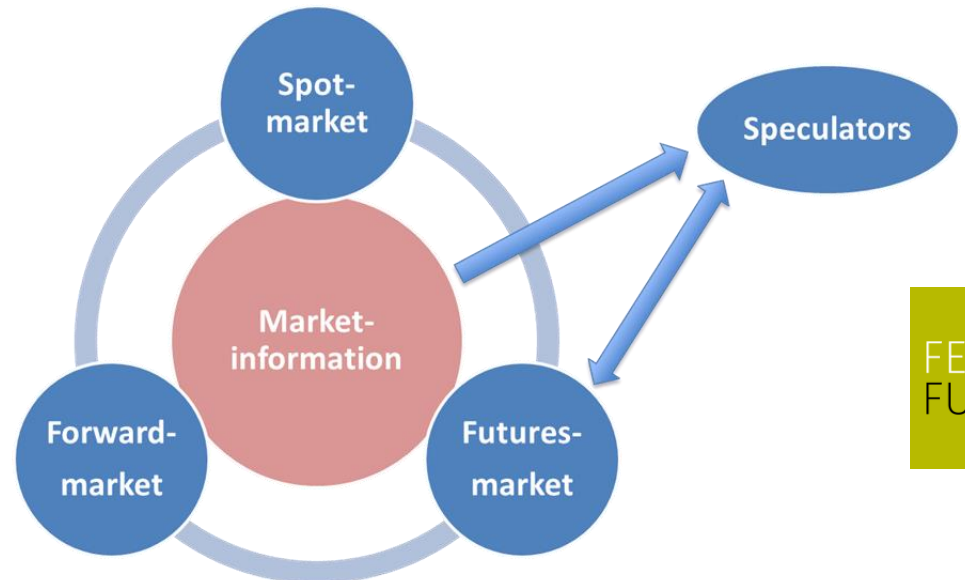 Spot-
market
Speculators
Market-
information
Forward-
market
Futures-
market
FE
FU